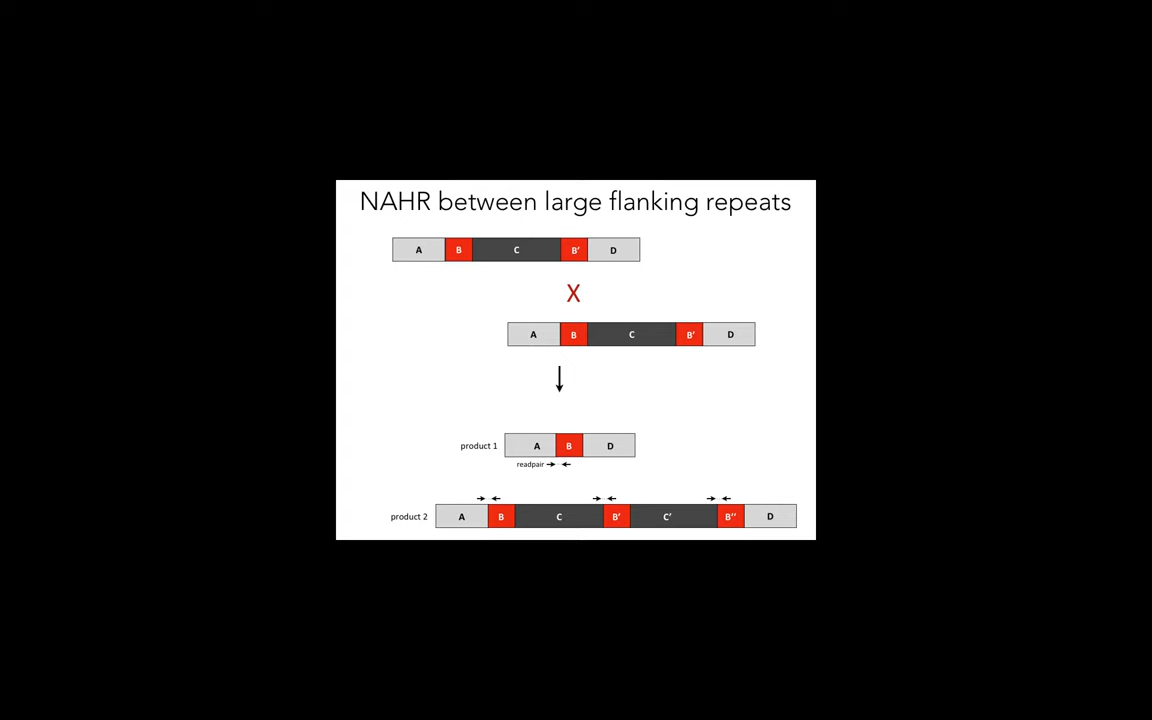 NAHR between large flanking repeats
A B C B' D
X
A B C B' D
product 1 A B D
readpair
product 2 A B C B' C' B''  D